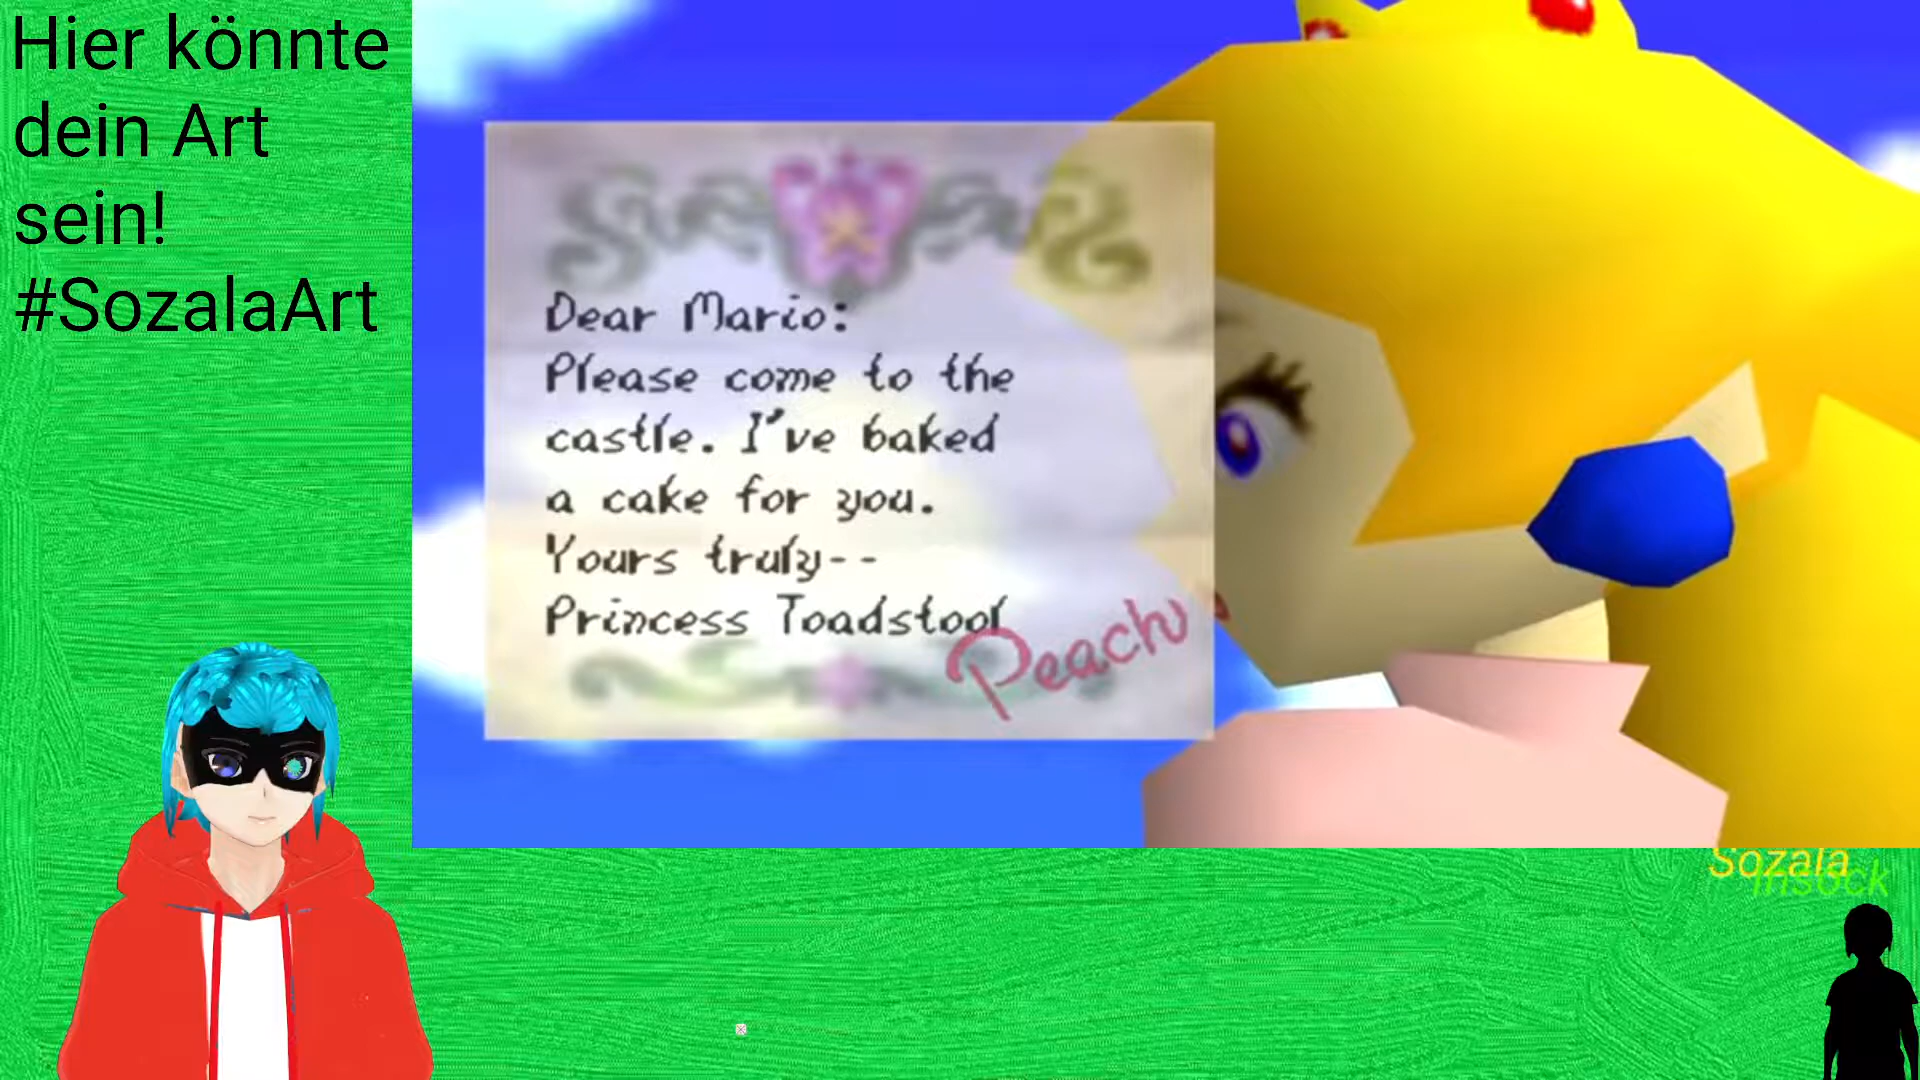 Hier könnte
dein Art
sein!
#SozalaArt
Dear Mario:
Please come to the
castle. I've baked
a cake for you.
Yours truly--
Princess Toadstool
Peach
Sozala